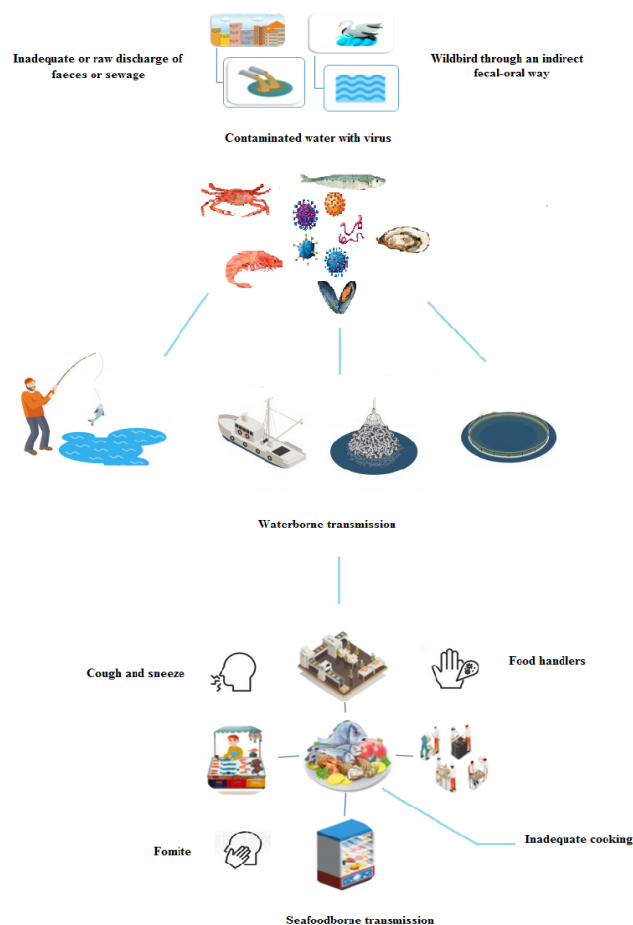 Inadequate or raw discharge of
faeces or sewage
Wildbird through an indirect
fecal-oral way
Contaminated water with virus
Waterborne transmission
Cough and sneeze
Food handlers
Inadequate cooking
Fomite
Seafoodborne transmission